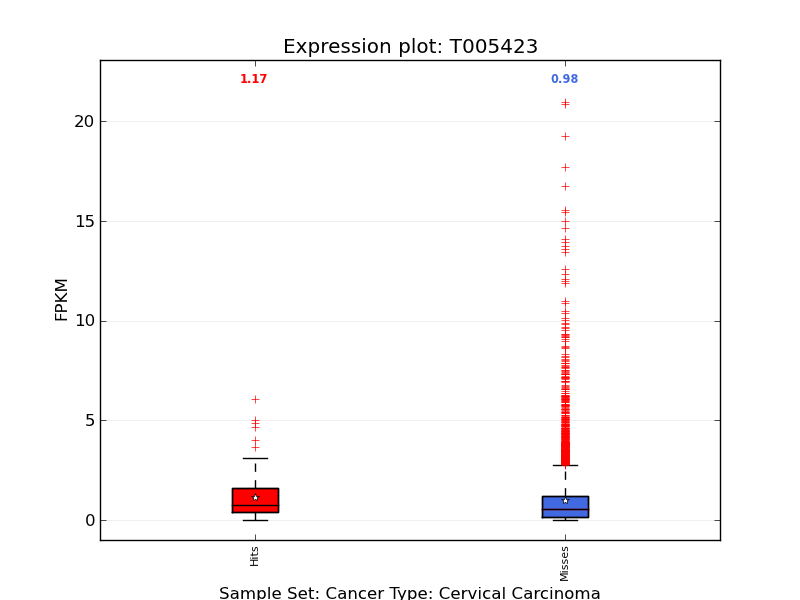 Expression plot: T005423
1.17
0.98
20
15
10
5
0
FPKM
Hits
Misses
Sample Set: Cancer Type: Cervical Carcinoma